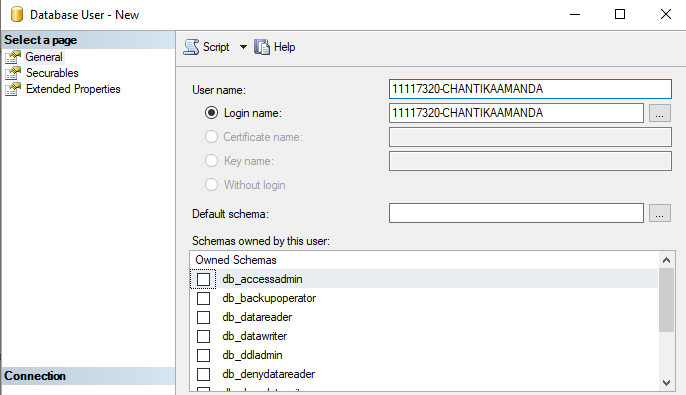 Database User - New
Select a page
General
Securables
Extended Properties
Connection
Script Help
User name: 11117320-CHANTIKAAMANDA
Login name: 11117320-CHANTIKAAMANDA ...
Certificate name:
Key name:
Without login
Default schema: ...
Schemas owned by this user:
Owned Schemas
db_accessadmin
db_backupoperator
db_datareader
db_datawriter
db_ddladmin
db_denydatareader